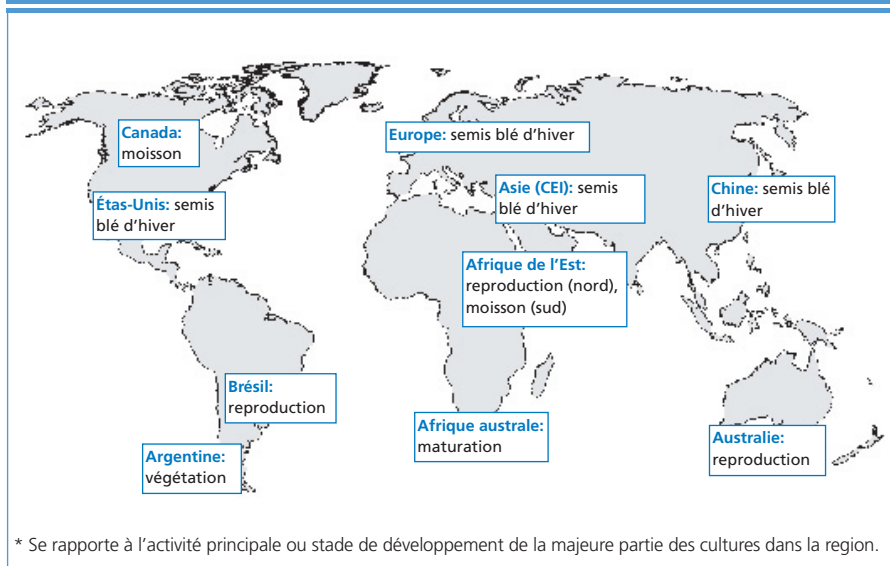 Canada:
moisson
Europe: semis blé d'hiver
Étas-Unis: semis
blé d'hiver
Asie (CEI): semis
blé d'hiver
Chine: semis blé
d'hiver
Afrique de l'Est:
reproduction (nord),
moisson (sud)
Brésil:
reproduction
Afrique australe:
maturation
Australie:
reproduction
Argentine:
végétation
* Se rapporte à l'activité principale ou stade de développement de la majeure partie des cultures dans la region.